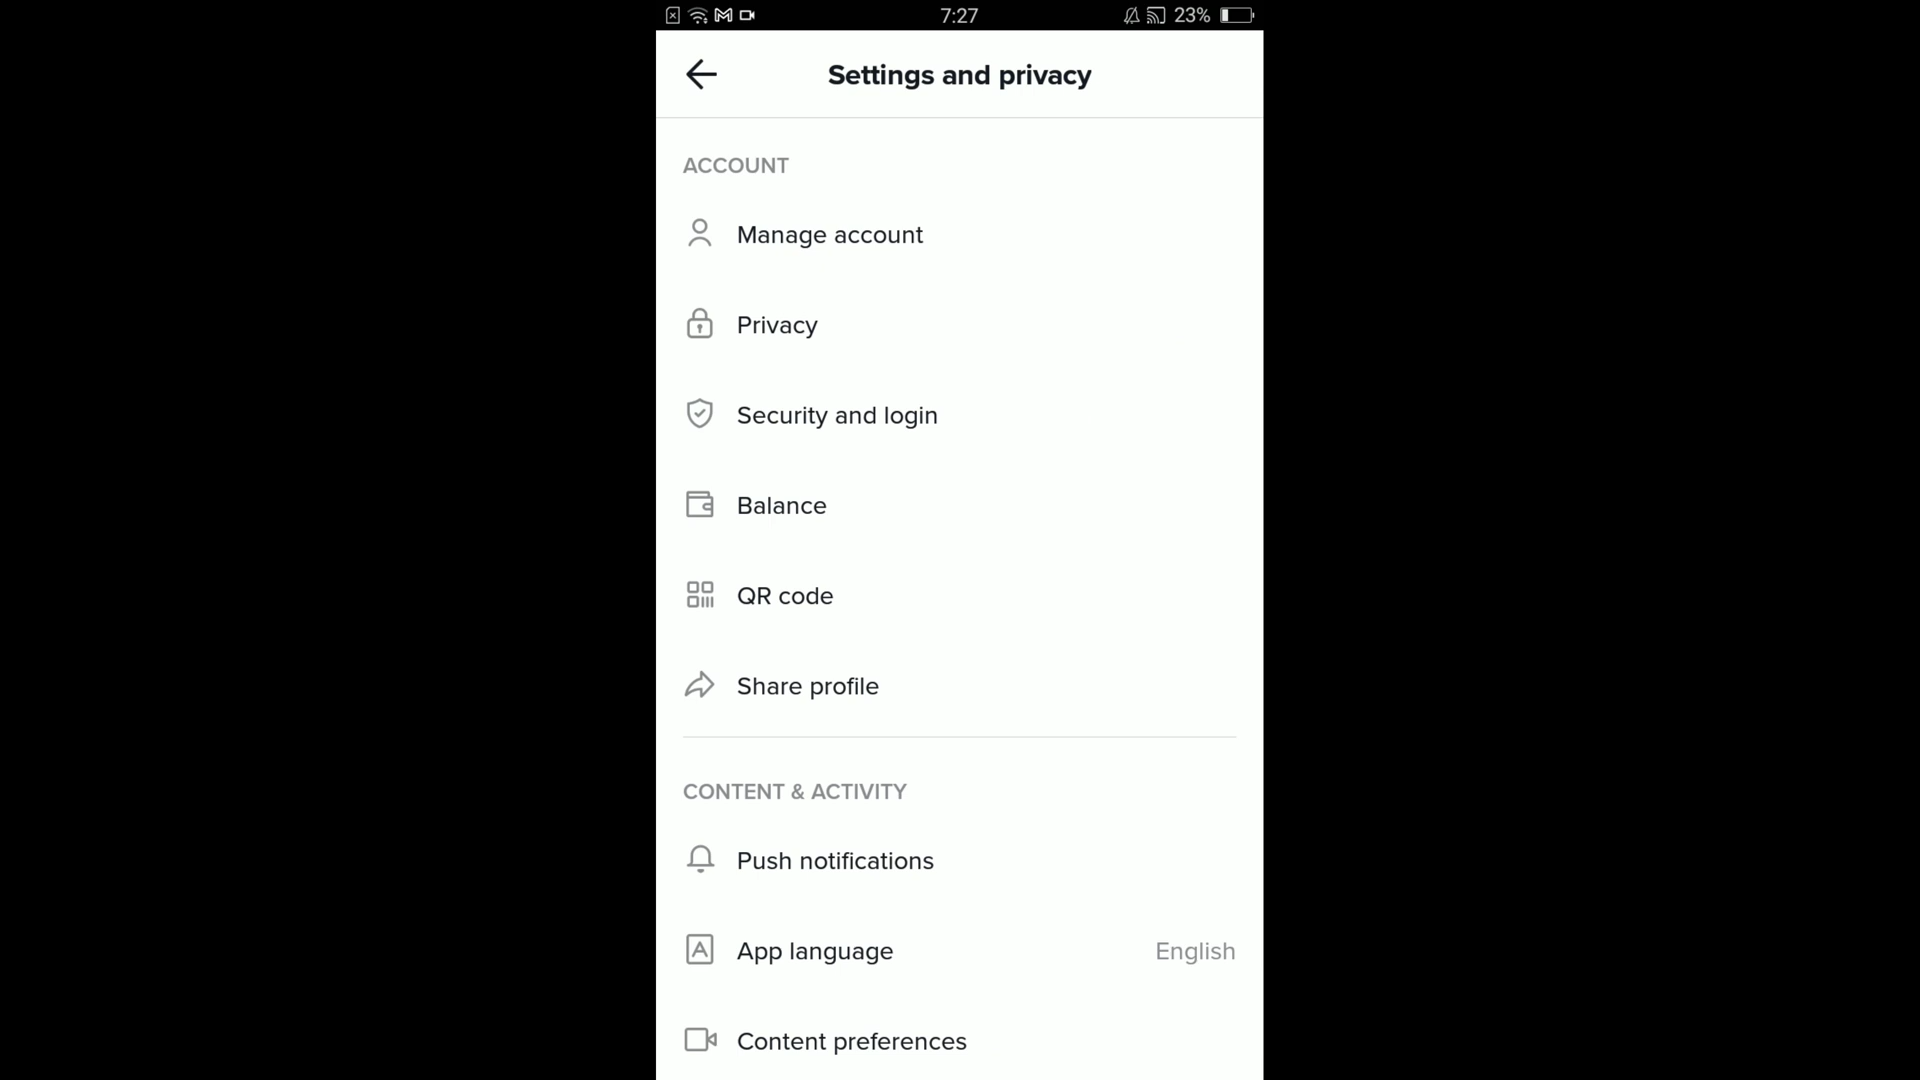 7:27
23%
Settings and privacy
ACCOUNT
Manage account
Privacy
Security and login
Balance
QR code
Share profile
CONTENT & ACTIVITY
Push notifications
App language English
Content preferences